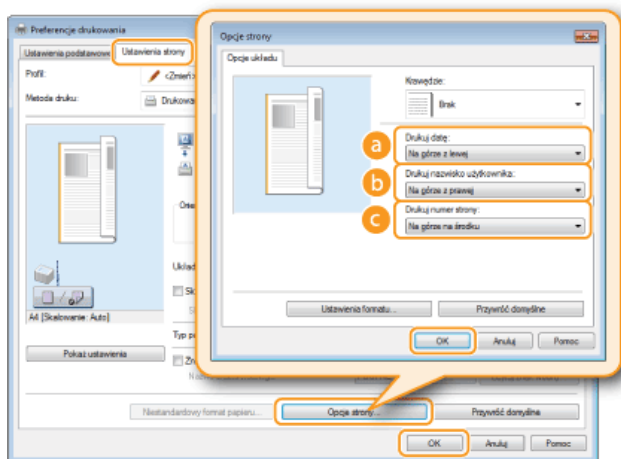 Preferencje drukowania
Ustawienia podstawowe
Ustawienia strony
Profil:
<Zmień>
Metoda druku:
Drukowa
Układ
A4 [Skalowanie: Auto]
Typ p
Pokaż ustawienia
Niestandardowy format papieru...
Opcje strony...
Przywróć domyślne
OK
Anuluj
Pomoc
Opcje strony
Opcje układu
Krawędzie:
Brak
a
Drukuj datę:
Na górze z lewej
b
Drukuj nazwisko użytkownika:
Na górze z prawej
c
Drukuj numer strony:
Na górze na środku
Ustawienia formatu...
Przywróć domyślne
OK
Anuluj
Pomoc